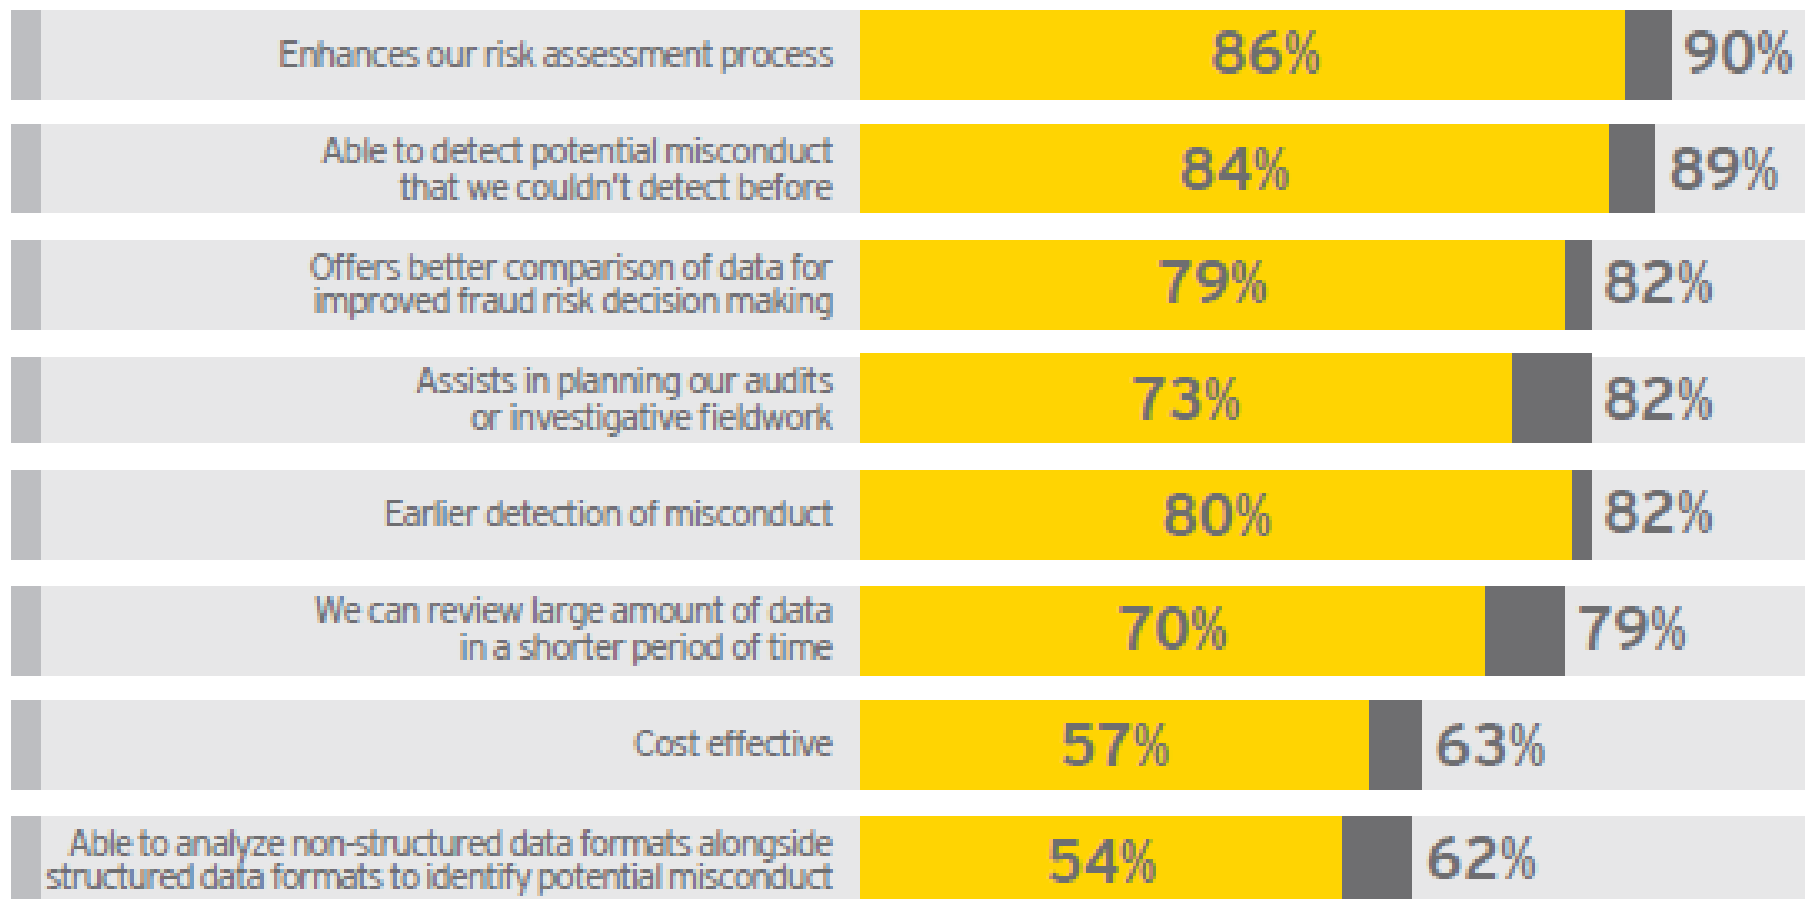 Enhances our risk assessment process 86% 90%
Able to detect potential misconduct
that we couldn't detect before
84% 89%
Offers better comparison of data for
improved fraud risk decision making
79% 82%
Assists in planning our audits
or investigative fieldwork
73% 82%
Earlier detection of misconduct 80% 82%
We can review large amount of data
in a shorter period of time
70% 79%
Cost effective 57% 63%
Able to analyze non-structured data formats alongside
structured data formats to identify potential misconduct
54% 62%